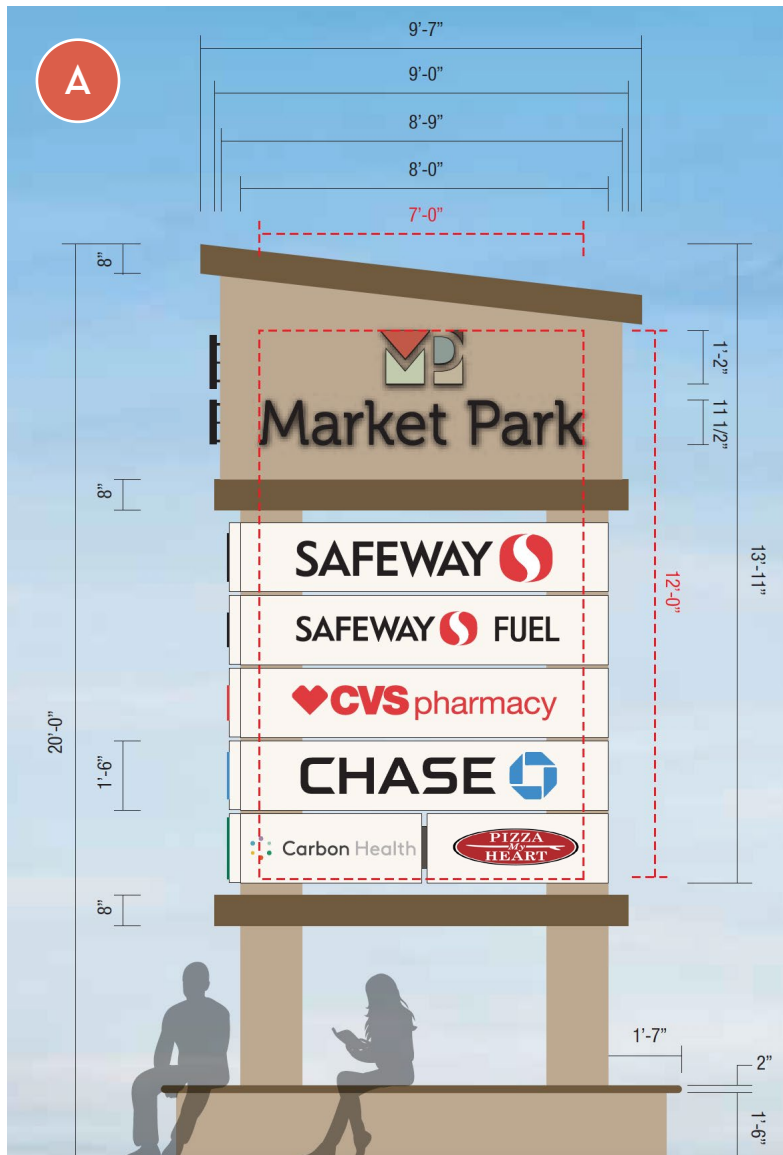 A
9’-7”
9’-0”
8’-9”
8’-0”
7’-0”
8”
1’-2”
Market Park
11 1/2”
8”
13’-11”
SAFEWAY
12’-0”
SAFEWAY FUEL
CVS pharmacy
20’-0”
1’-6”
CHASE
Carbon Health
PIZZA
My
HEART
8”
1’-7”
2”
1’-6”